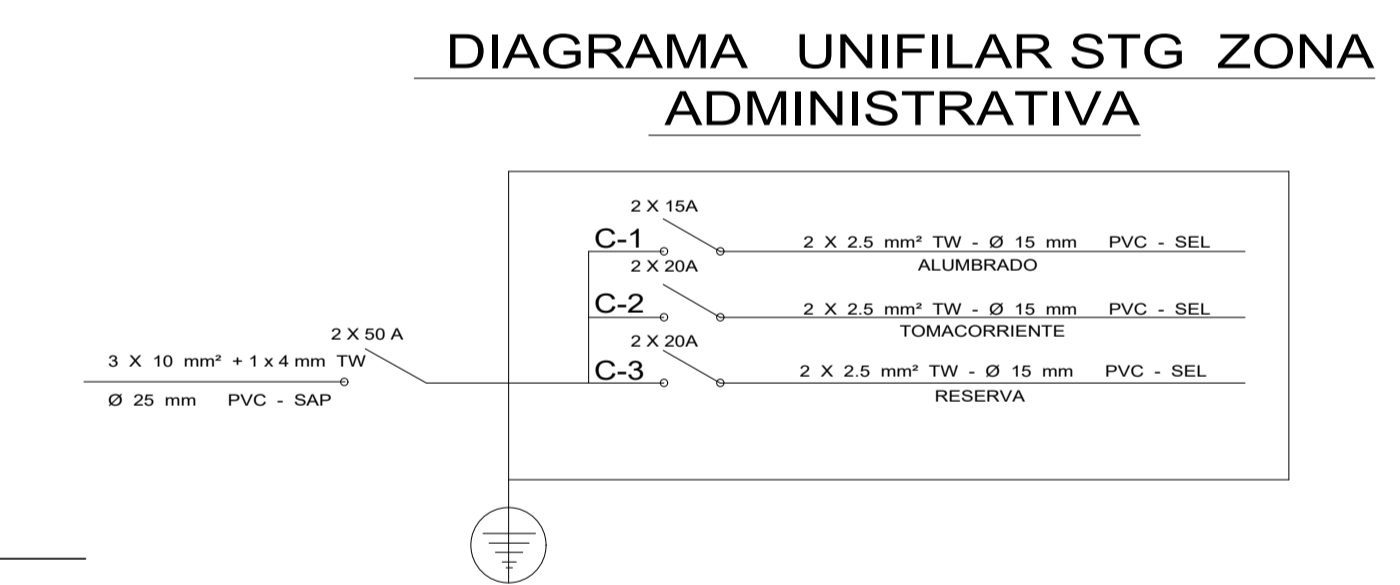 DIAGRAMA UNIFILAR STG ZONA
ADMINISTRATIVA
2 X 15A
C-1
2 X 2.5 mm² TW - Ø 15 mm PVC - SEL
ALUMBRADO
2 X 20A
C-2
2 X 2.5 mm² TW - Ø 15 mm PVC - SEL
TOMACORRIENTE
2 X 20A
C-3
2 X 2.5 mm² TW - Ø 15 mm PVC - SEL
RESERVA
2 X 50 A
3 X 10 mm² + 1 x 4 mm TW
Ø 25 mm PVC - SAP